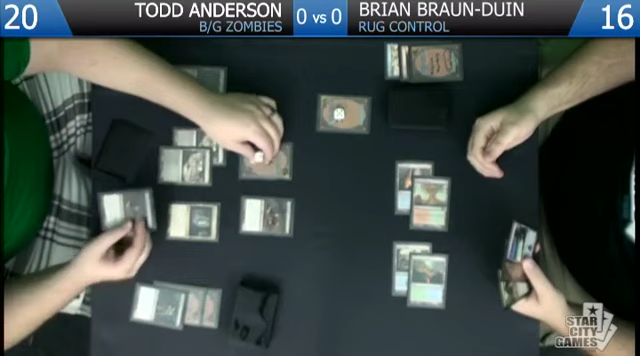 20
TODD ANDERSON
B/G ZOMBIES
0 vs 0
BRIAN BRAUN-DUIN
RUG CONTROL
16
STAR
CITY
GAMES